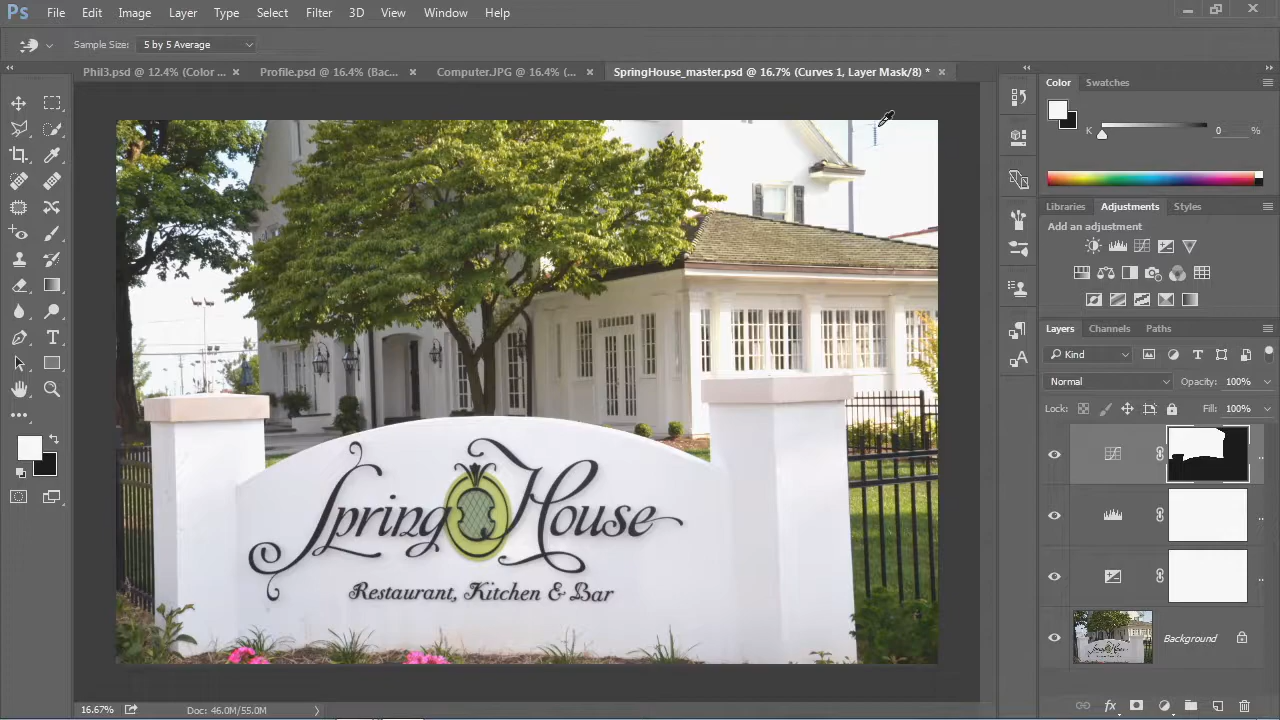 Ps File Edit Image Layer Type Select Filter 3D View Window Help
Sample Size: 5 by 5 Average
Phil3.psd @ 12.4% (Color ... × Profile.psd @ 16.4% (Bac... × Computer.JPG @ 16.4% (... × SpringHouse_master.psd @ 16.7% (Curves 1, Layer Mask/8) * ×
Color Swatches
K 0 %
Libraries Adjustments Styles
Add an adjustment
Layers Channels Paths
Kind
Normal Opacity: 100%
Lock: Fill: 100%
Background
Spring House
Restaurant, Kitchen & Bar
16.67% Doc: 46.0M/55.0M
fx